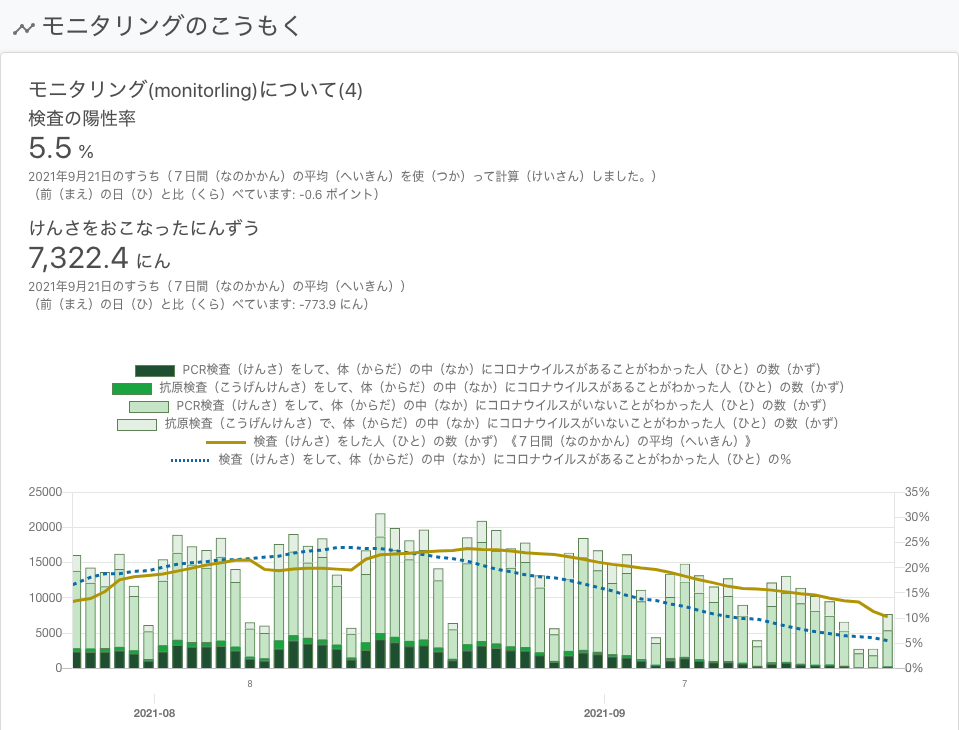 モニタリングのこうもく
モニタリング(monitorling)について(4)
検査の陽性率
5.5 %
2021年9月21日のすうち（７日間（なのかかん）の平均（へいきん）を使（つか）って計算（けいさん）しました。）
（前（まえ）の日（ひ）と比（くら）べています: -0.6 ポイント）
けんさをおこなったにんずう
7,322.4 にん
2021年9月21日のすうち（７日間（なのかかん）の平均（へいきん））
（前（まえ）の日（ひ）と比（くら）べています: -773.9 にん）
PCR検査（けんさ）をして、体（からだ）の中（なか）にコロナウイルスがあることがわかった人（ひと）の数（かず）
抗原検査（こうげんけんさ）をして、体（からだ）の中（なか）にコロナウイルスがあることがわかった人（ひと）の数（かず）
PCR検査（けんさ）をして、体（からだ）の中（なか）にコロナウイルスがいないことがわかった人（ひと）の数（かず）
抗原検査（こうげんけんさ）で、体（からだ）の中（なか）にコロナウイルスがいないことがわかった人（ひと）の数（かず）
検査（けんさ）をした人（ひと）の数（かず）《７日間（なのかかん）の平均（へいきん）》
検査（けんさ）をして、体（からだ）の中（なか）にコロナウイルスがあることがわかった人（ひと）の%
25000
20000
15000
10000
5000
0
35%
30%
25%
20%
15%
10%
5%
0%
8
7
2021-08
2021-09